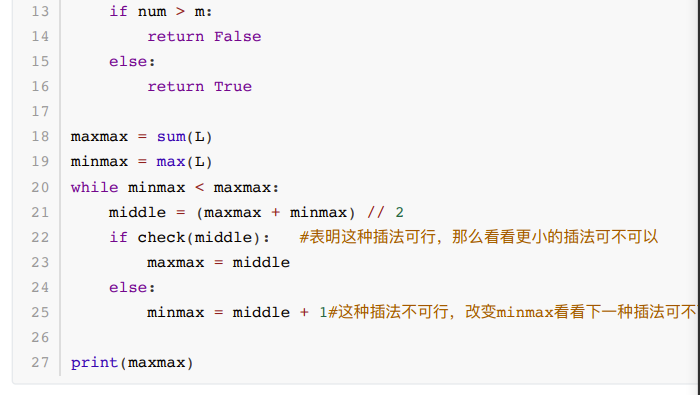 13 if num > m:
14 return False
15 else:
16 return True
17
18 maxmax = sum(L)
19 minmax = max(L)
20 while minmax < maxmax:
21 middle = (maxmax + minmax) // 2
22 if check(middle): #表明这种插法可行，那么看看更小的插法可不可以
23 maxmax = middle
24 else:
25 minmax = middle + 1#这种插法不可行，改变minmax看看下一种插法可不
26
27 print(maxmax)